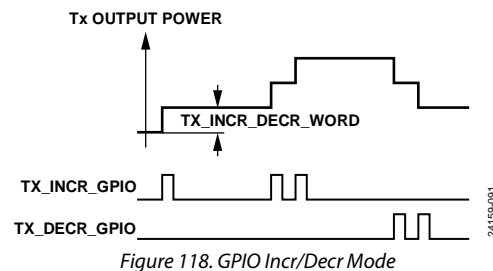 Tx OUTPUT POWER
TX_INCR_DECR_WORD
TX_INCR_GPIO
TX_DECR_GPIO
24159-091
Figure 118. GPIO Incr/Decr Mode